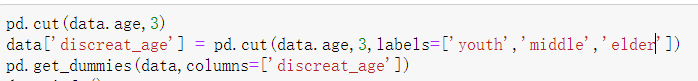 pd.cut(data.age,3)
data['discreat_age'] = pd.cut(data.age,3,labels=['youth','middle','elder'])
pd.get_dummies(data,columns=['discreat_age'])